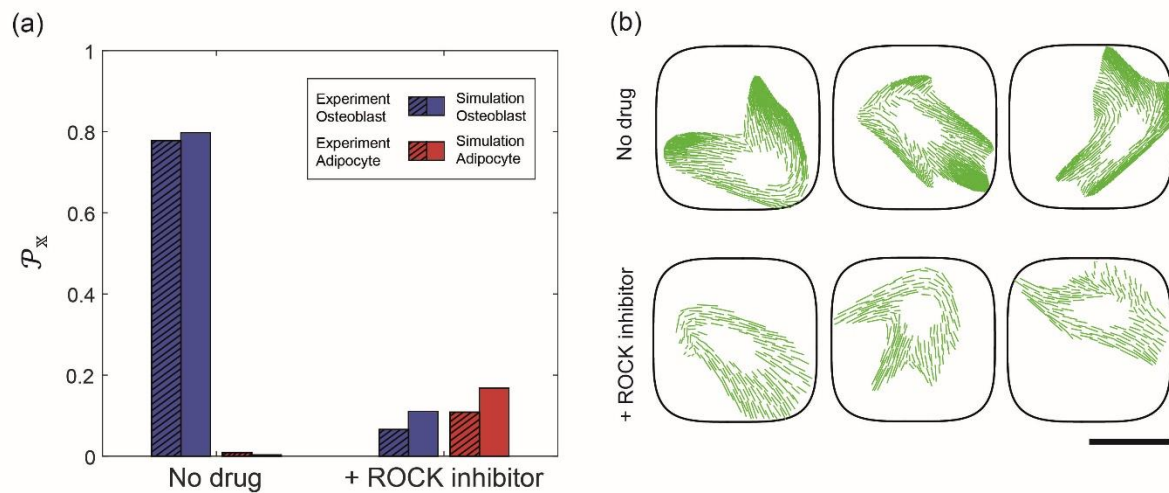 (a)
1
0.8
0.6
0.4
0.2
0
𝒫𝕏
Experiment Osteoblast
Simulation Osteoblast
Experiment Adipocyte
Simulation Adipocyte
No drug
+ ROCK inhibitor
(b)
No drug
+ ROCK inhibitor